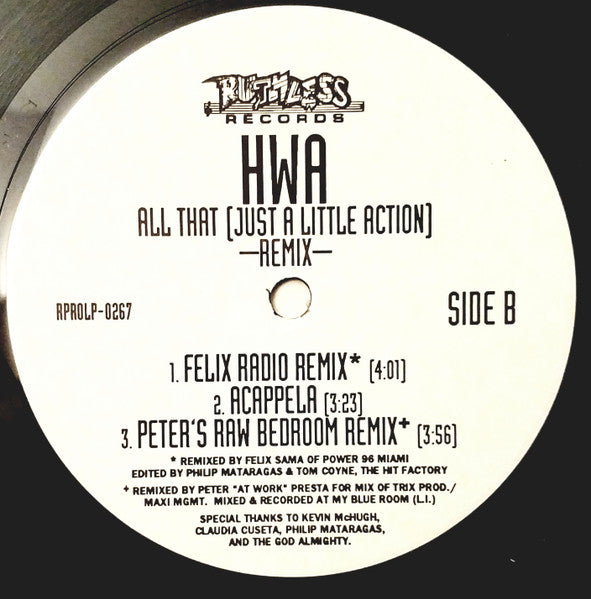 RUTHLESS
RECORDS
HWA
ALL THAT [JUST A LITTLE ACTION]
—REMIX—
RPROLP-0267
SIDE B
1. FELIX RADIO REMIX* [4:01]
2. ACAPPELA [3:23]
3. PETER'S RAW BEDROOM REMIX+ [3:56]
* REMIXED BY FELIX SAMA OF POWER 96 MIAMI
EDITED BY PHILIP MATARAGAS & TOM COYNE, THE HIT FACTORY
+ REMIXED BY PETER "AT WORK" PRESTA FOR MIX OF TRIX PROD./
MAXI MGMT. MIXED & RECORDED AT MY BLUE ROOM (L.I.)
SPECIAL THANKS TO KEVIN McHUGH,
CLAUDIA CUSETA, PHILIP MATARAGAS,
AND THE GOD ALMIGHTY.